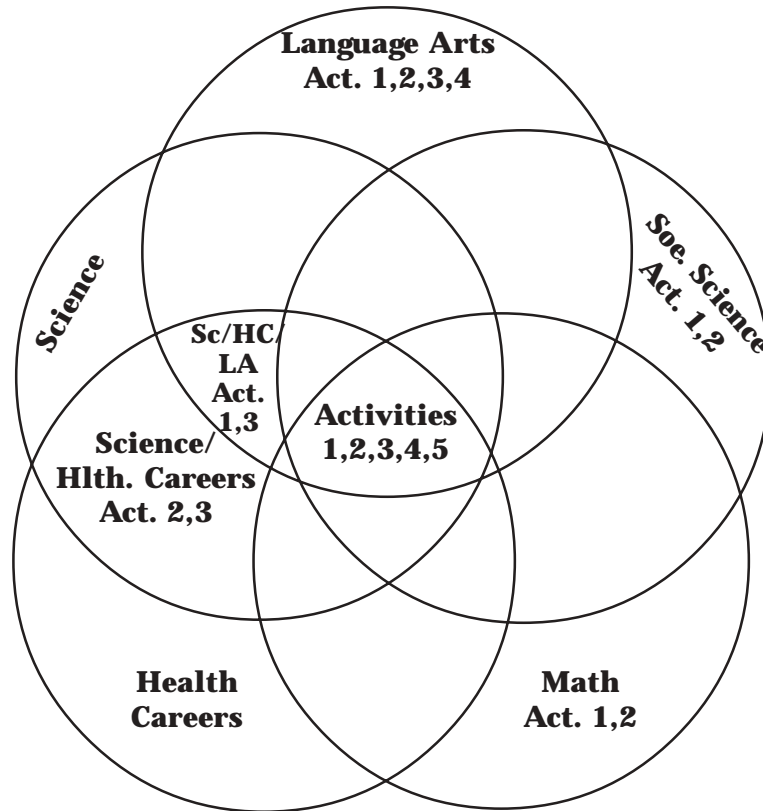 Language Arts
Act. 1,2,3,4
Science
Soe. Science
Act. 1,2
Sc/HC/
LA
Act.
1,3
Activities
1,2,3,4,5
Science/
Hlth. Careers
Act. 2,3
Health
Careers
Math
Act. 1,2